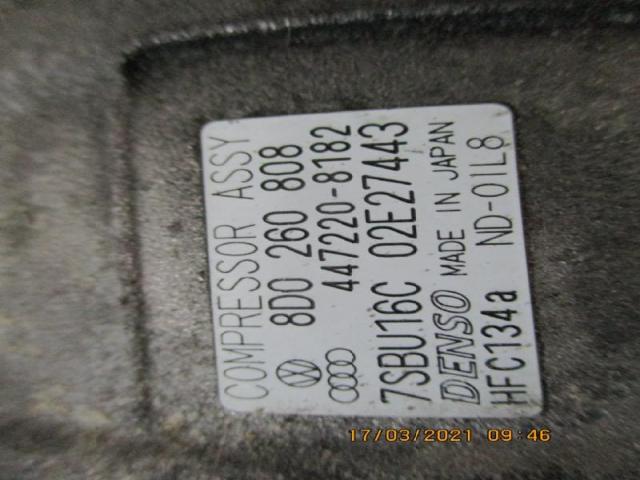 COMPRESSOR ASSY
8D0 260 808
447220-8182
7SBU16C 02E27443
DENSO MADE IN JAPAN
HFC134a ND-OIL8
17/03/2021 09:46